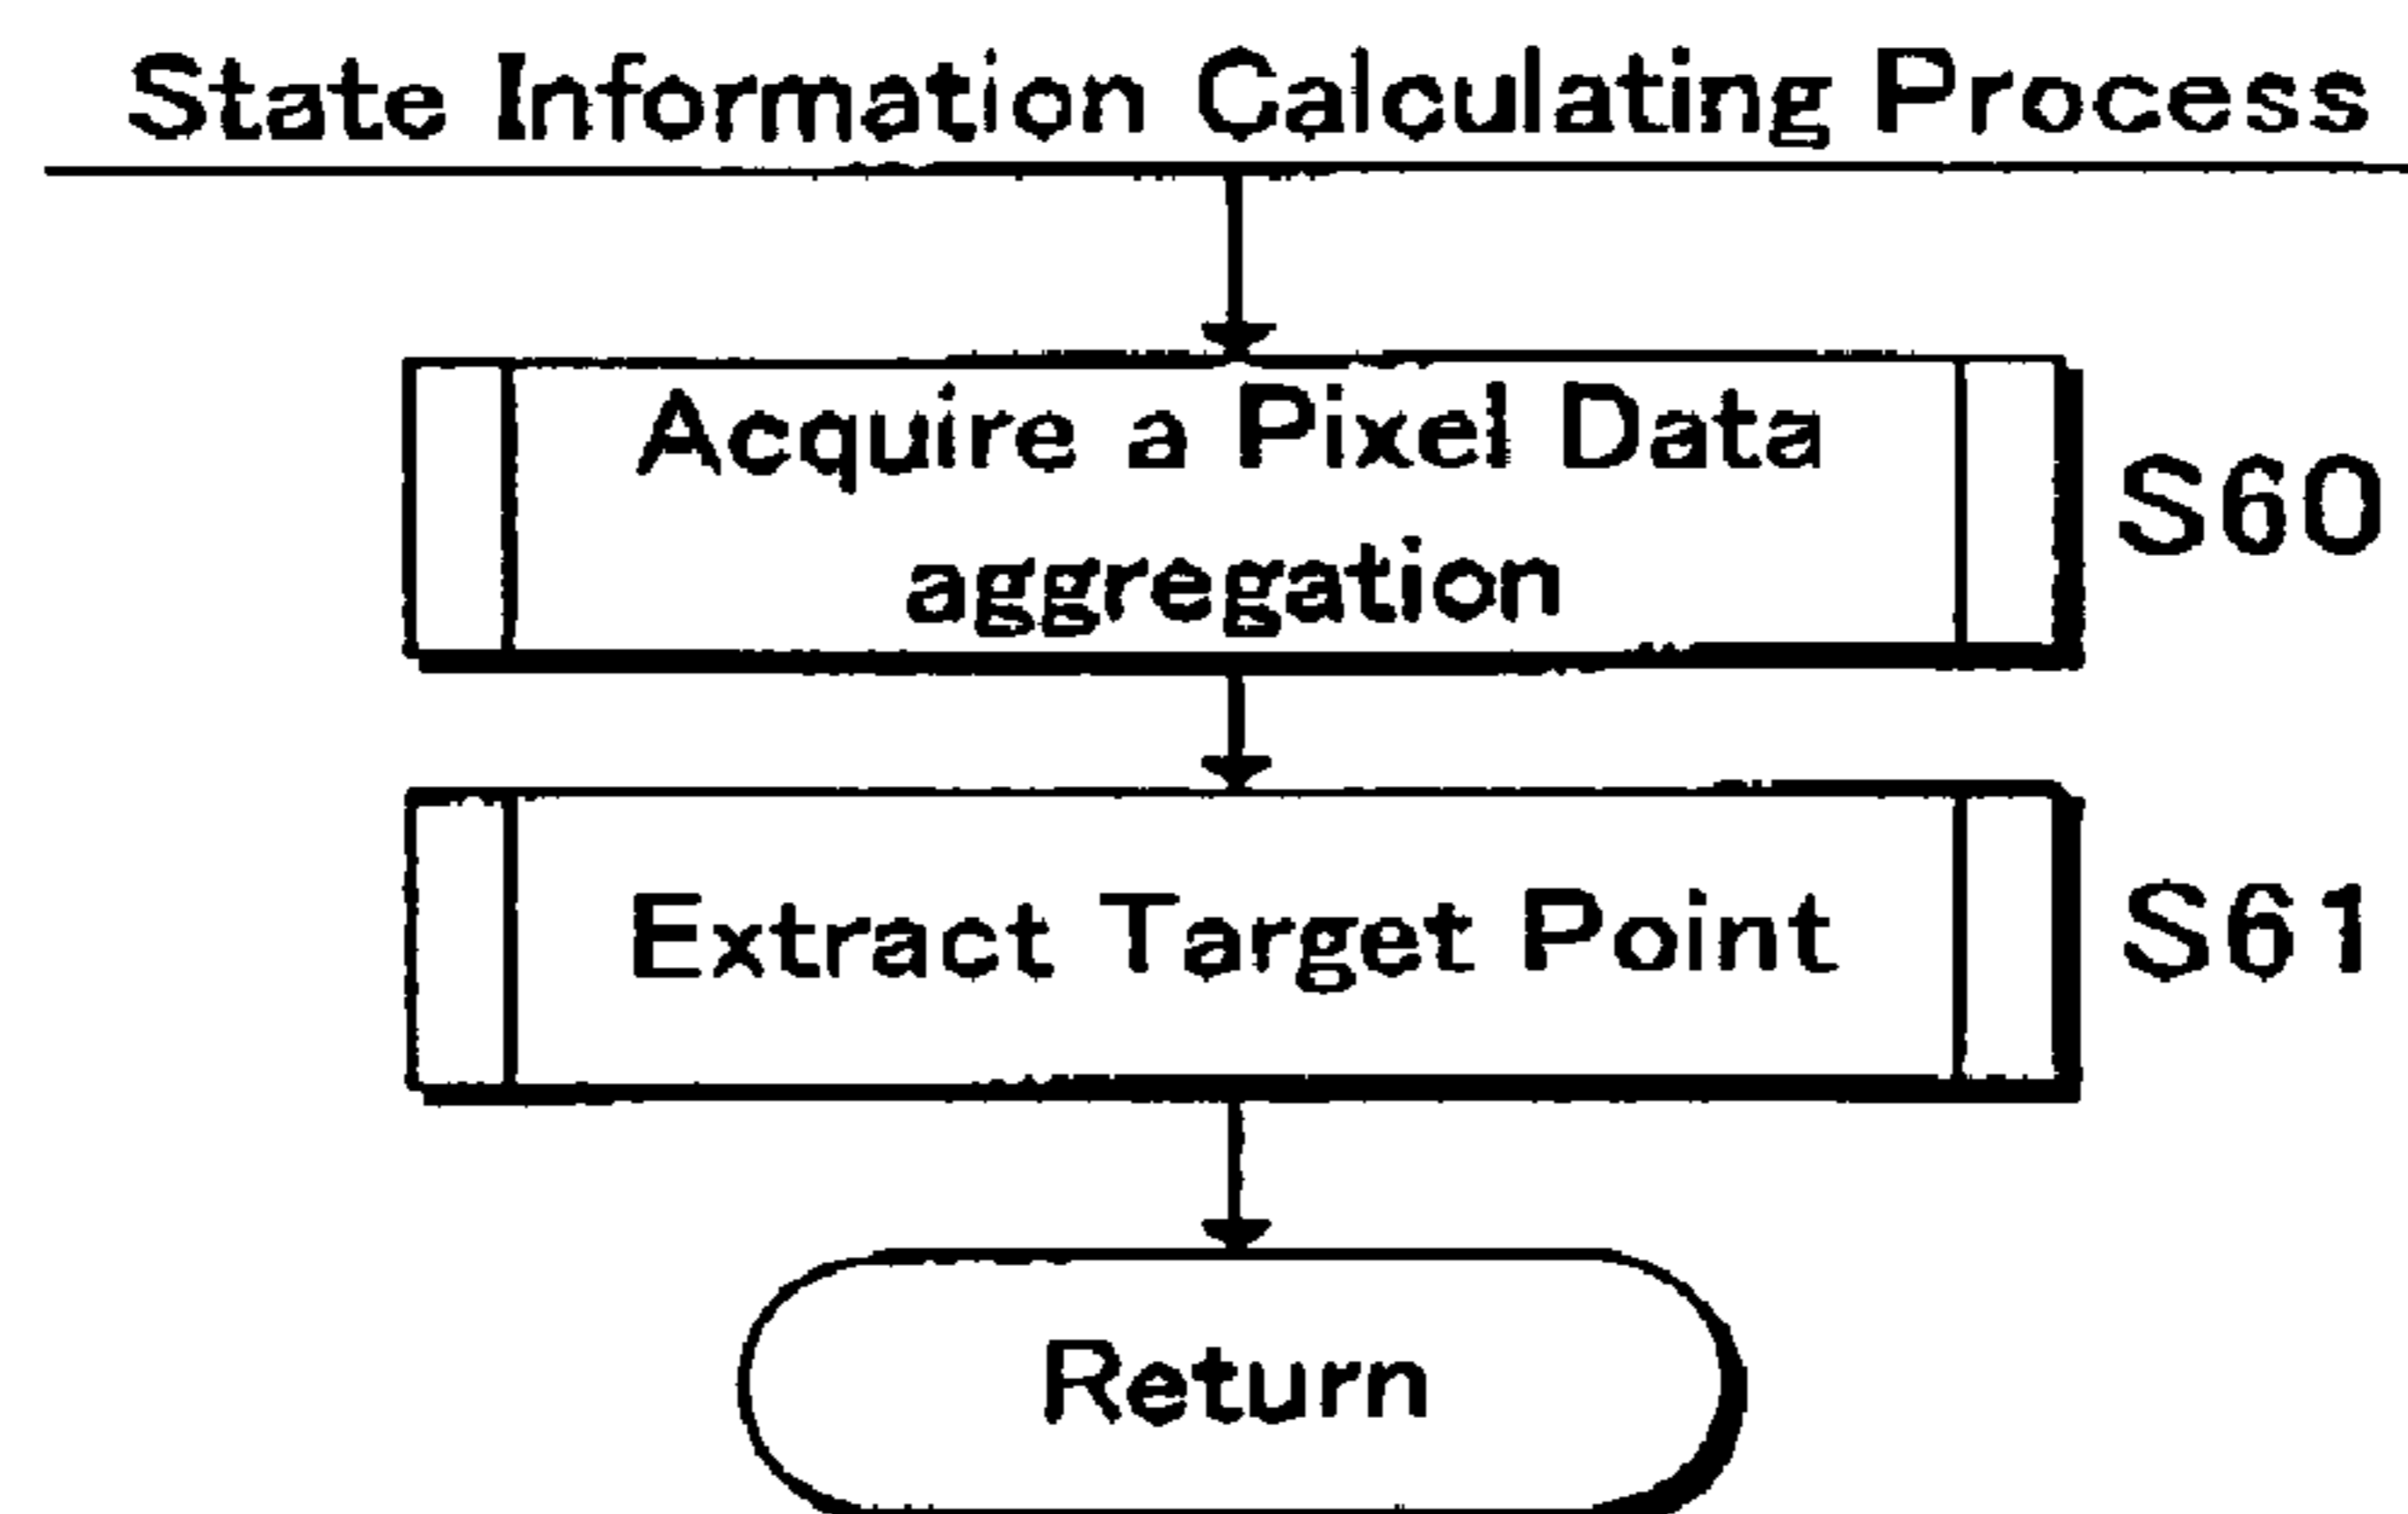 State Information Calculating Process
Acquire a Pixel Data
aggregation
S60
Extract Target Point
S61
Return